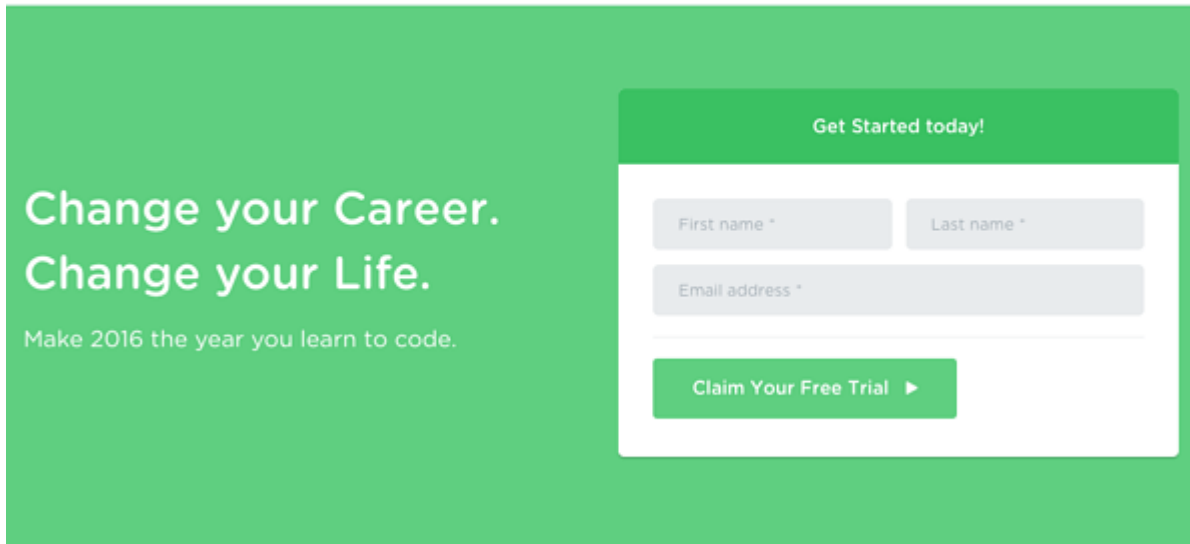 Change your Career.
Change your Life.
Make 2016 the year you learn to code.
Get Started today!
First name *
Last name *
Email address *
Claim Your Free Trial